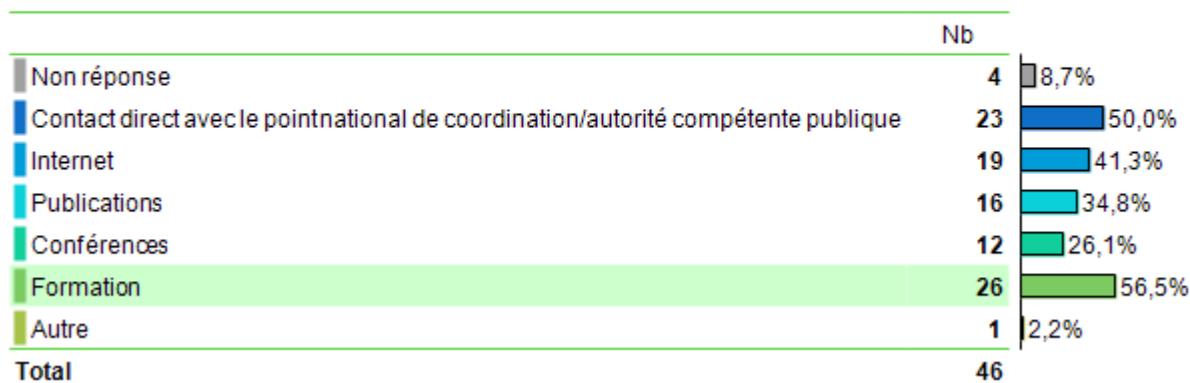 Nb
Non réponse 4 8,7%
Contact direct avec le point national de coordination/autorité compétente publique 23 50,0%
Internet 19 41,3%
Publications 16 34,8%
Conférences 12 26,1%
Formation 26 56,5%
Autre 1 2,2%
Total 46